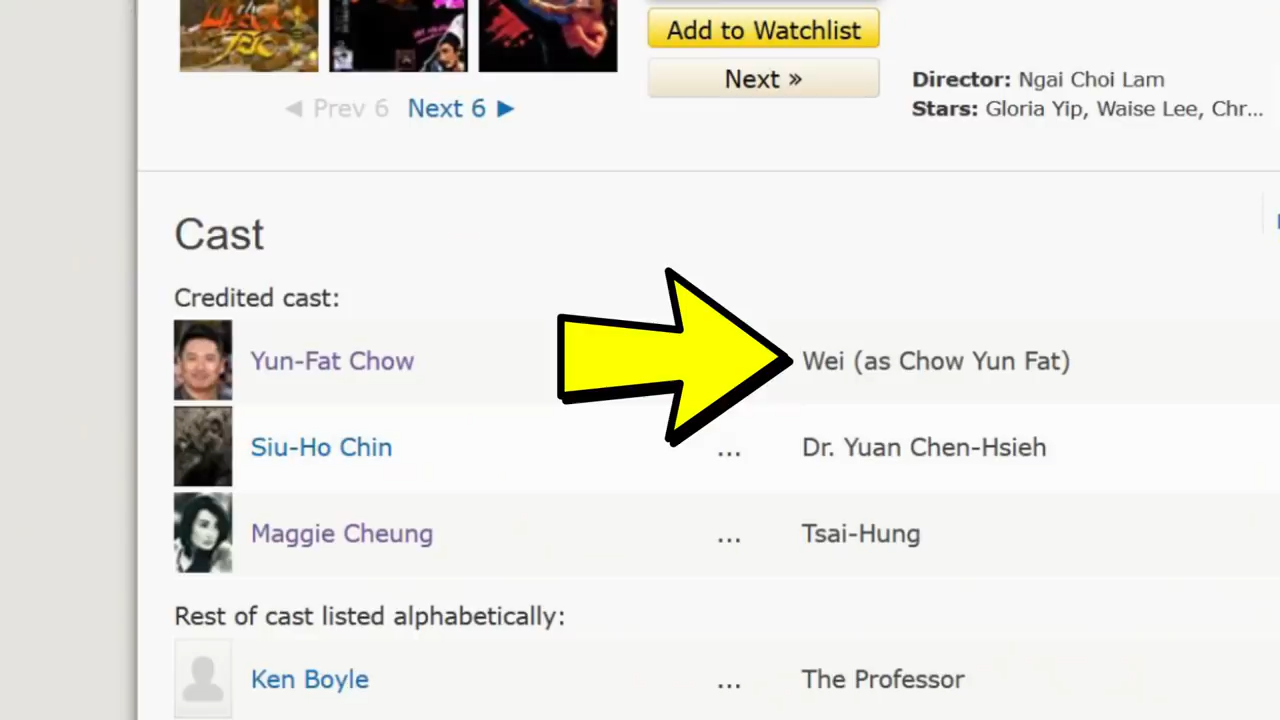 Add to Watchlist
Next »
Director: Ngai Choi Lam
Stars: Gloria Yip, Waise Lee, Chr...
◀ Prev 6 Next 6 ▶
Cast
Credited cast:
Yun-Fat Chow Wei (as Chow Yun Fat)
Siu-Ho Chin ... Dr. Yuan Chen-Hsieh
Maggie Cheung ... Tsai-Hung
Rest of cast listed alphabetically:
Ken Boyle ... The Professor